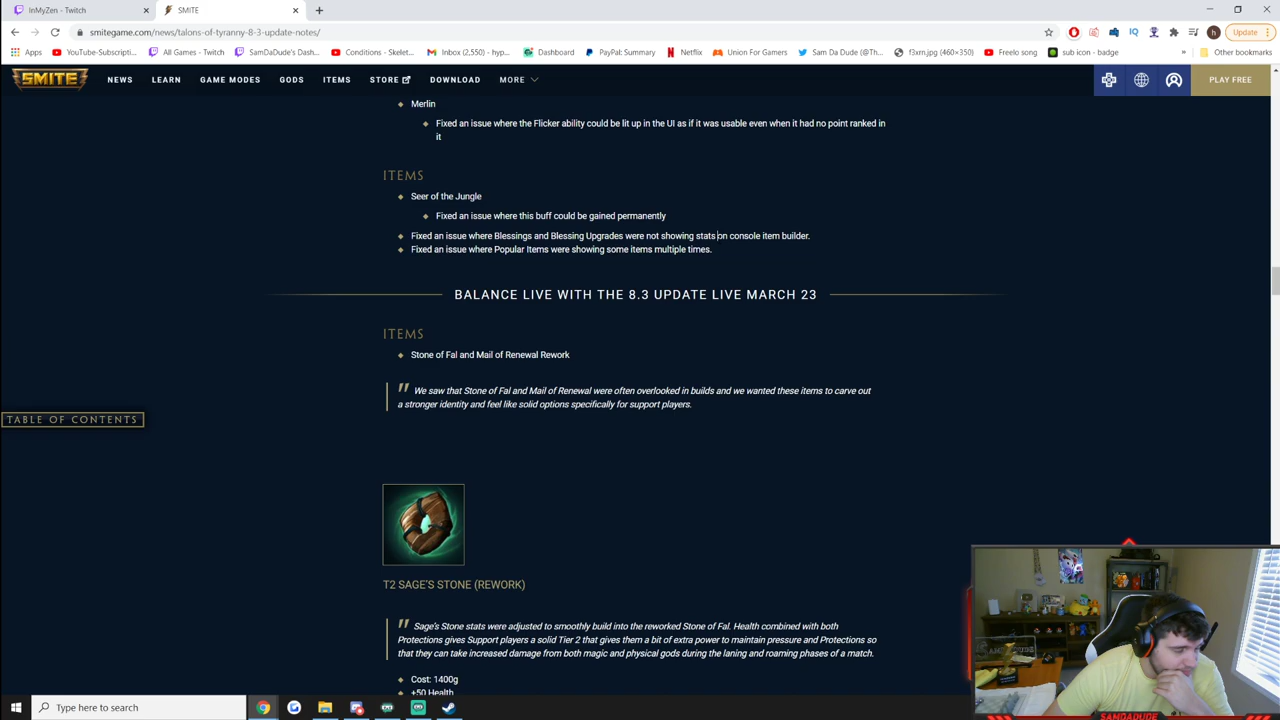 InMyZen - Twitch
SMITE
smitegame.com/news/talons-of-tyranny-8-3-update-notes/
Update
Apps
YouTube-Subscripti...
All Games - Twitch
SamDaDude's Dash...
Conditions - Skelet...
Inbox (2,550) - hyp...
Dashboard
PayPal: Summary
Netflix
Union For Gamers
Sam Da Dude (@Th...
f3xrn.jpg (460×350)
Freelo song
sub icon - badge
Other bookmarks
SMITE
NEWS
LEARN
GAME MODES
GODS
ITEMS
STORE
DOWNLOAD
MORE
PLAY FREE
Merlin
Fixed an issue where the Flicker ability could be lit up in the UI as if it was usable even when it had no point ranked in
it
ITEMS
Seer of the Jungle
Fixed an issue where this buff could be gained permanently
Fixed an issue where Blessings and Blessing Upgrades were not showing stats on console item builder.
Fixed an issue where Popular Items were showing some items multiple times.
BALANCE LIVE WITH THE 8.3 UPDATE LIVE MARCH 23
ITEMS
Stone of Fal and Mail of Renewal Rework
" We saw that Stone of Fal and Mail of Renewal were often overlooked in builds and we wanted these items to carve out
a stronger identity and feel like solid options specifically for support players.
TABLE OF CONTENTS
T2 SAGE'S STONE (REWORK)
" Sage's Stone stats were adjusted to smoothly build into the reworked Stone of Fal. Health combined with both
Protections gives Support players a solid Tier 2 that gives them a bit of extra power to maintain pressure and Protections so
that they can take increased damage from both magic and physical gods during the laning and roaming phases of a match.
Cost: 1400g
+50 Health
Type here to search
SAMDADUDE